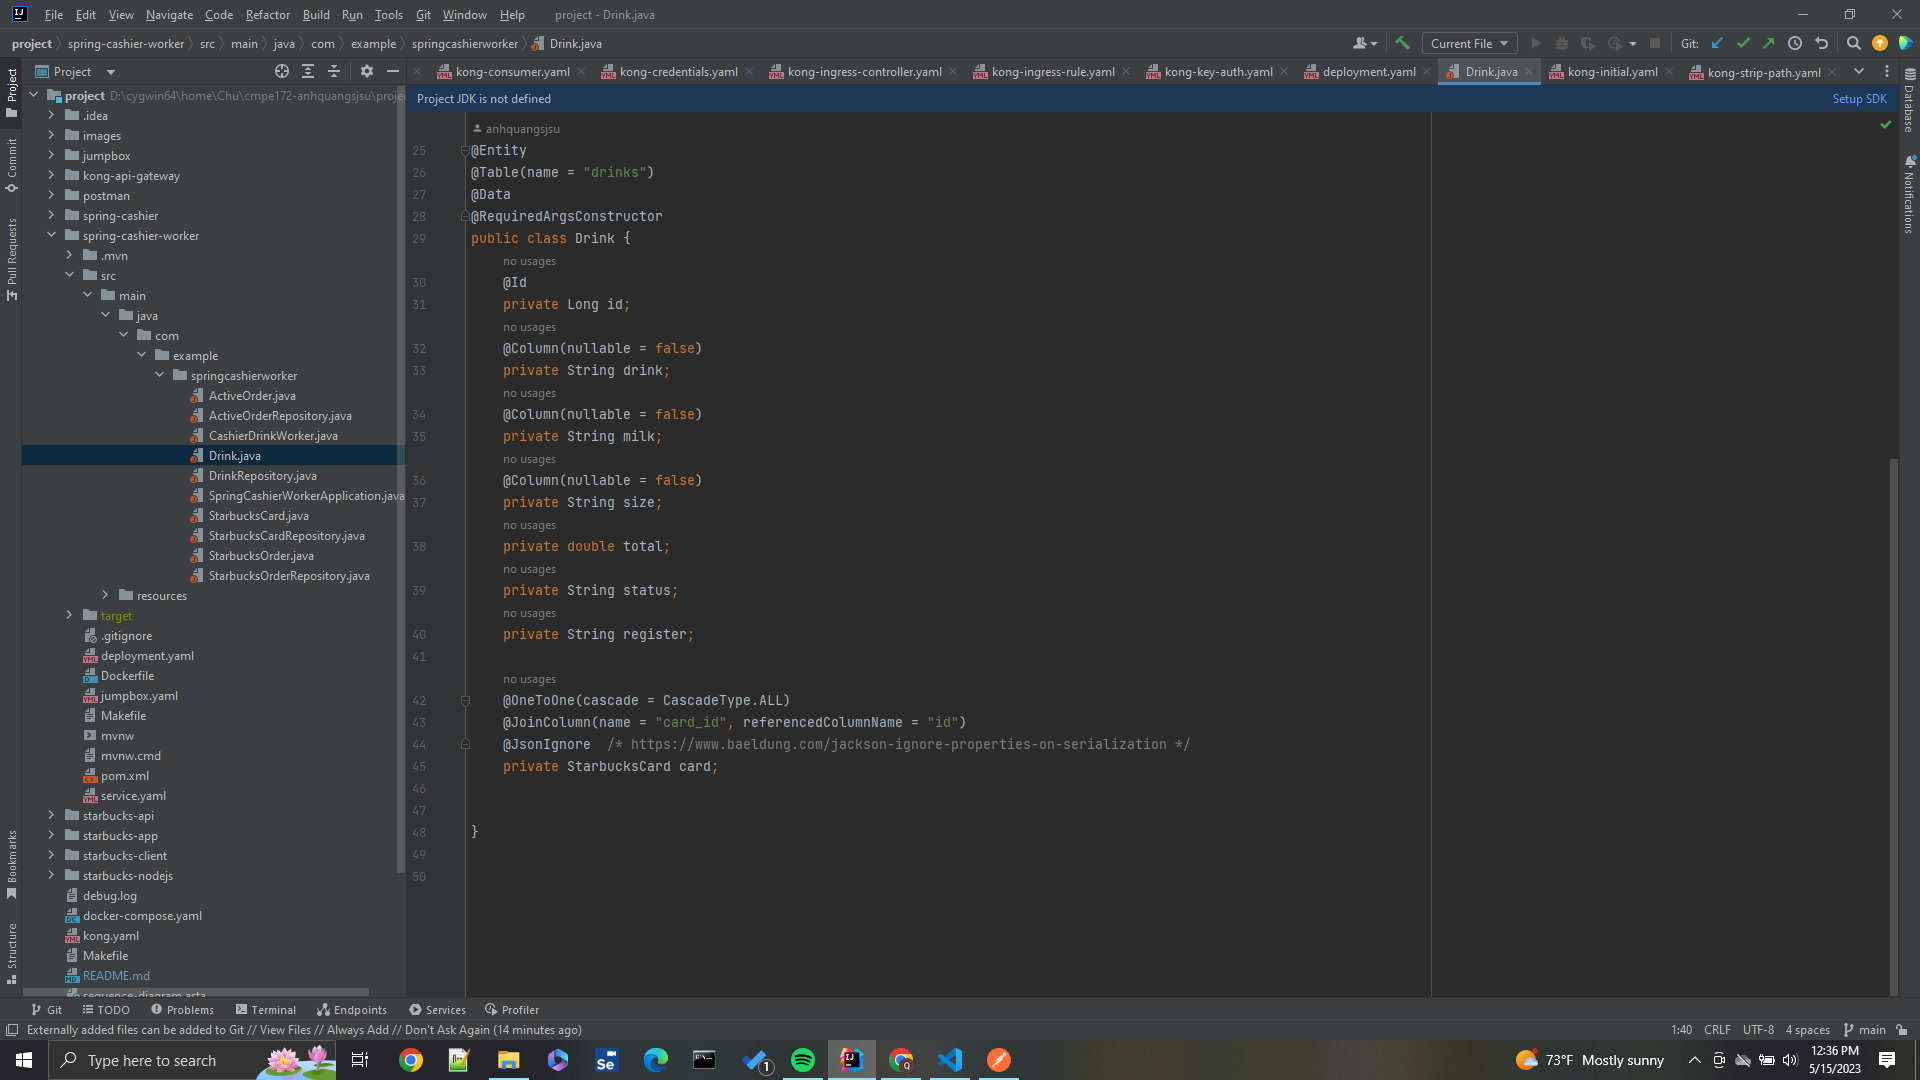 File Edit View Navigate Code Refactor Build Run Tools Git Window Help project - Drink.java
project spring-cashier-worker src main java com example springcashierworker Drink.java
Current File
Git:
Project
kong-consumer.yaml kong-credentials.yaml kong-ingress-controller.yaml kong-ingress-rule.yaml kong-key-auth.yaml deployment.yaml Drink.java kong-initial.yaml kong-strip-path.yaml
Project JDK is not defined
Setup SDK
Project
Commit
Pull Requests
Bookmarks
Structure
Database
Notifications
project D:\cygwin64\home\Chu\cmpe172-anhquangsjsu\projec
.idea
images
jumpbox
kong-api-gateway
postman
spring-cashier
spring-cashier-worker
.mvn
src
main
java
com
example
springcashierworker
ActiveOrder.java
ActiveOrderRepository.java
CashierDrinkWorker.java
Drink.java
DrinkRepository.java
SpringCashierWorkerApplication.java
StarbucksCard.java
StarbucksCardRepository.java
StarbucksOrder.java
StarbucksOrderRepository.java
resources
target
.gitignore
deployment.yaml
Dockerfile
jumpbox.yaml
Makefile
mvnw
mvnw.cmd
pom.xml
service.yaml
starbucks-api
starbucks-app
starbucks-client
starbucks-nodejs
debug.log
docker-compose.yaml
kong.yaml
Makefile
README.md
sequence-diagram.asta
anhquangsjsu
25 @Entity
26 @Table(name = "drinks")
27 @Data
28 @RequiredArgsConstructor
29 public class Drink {
no usages
30 @Id
31 private Long id;
no usages
32 @Column(nullable = false)
33 private String drink;
no usages
34 @Column(nullable = false)
35 private String milk;
no usages
36 @Column(nullable = false)
37 private String size;
no usages
38 private double total;
no usages
39 private String status;
no usages
40 private String register;
41
no usages
42 @OneToOne(cascade = CascadeType.ALL)
43 @JoinColumn(name = "card_id", referencedColumnName = "id")
44 @JsonIgnore /* https://www.baeldung.com/jackson-ignore-properties-on-serialization */
45 private StarbucksCard card;
46
47
48 }
49
50
Git TODO Problems Terminal Endpoints Services Profiler
Externally added files can be added to Git // View Files // Always Add // Don't Ask Again (14 minutes ago)
1:40 CRLF UTF-8 4 spaces main
Type here to search
Se
1
73°F Mostly sunny
12:36 PM
5/15/2023